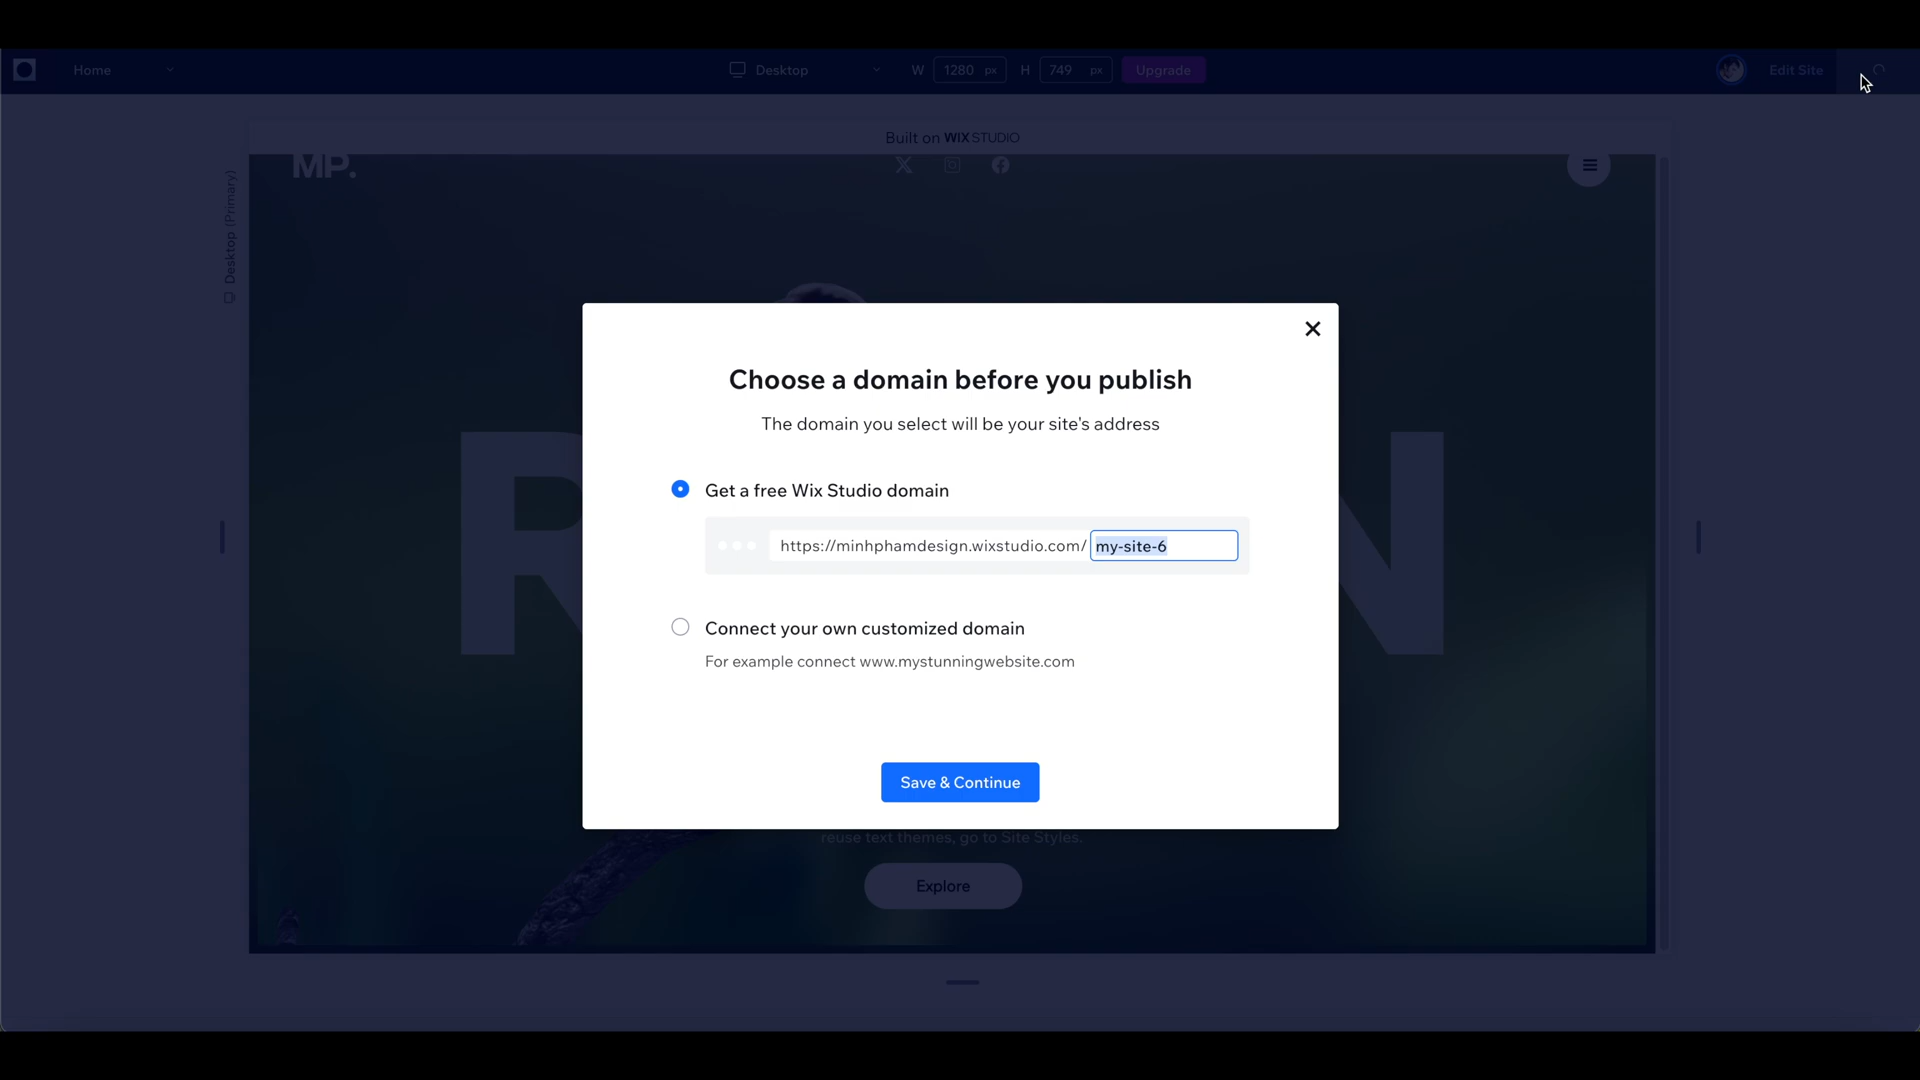 Home
Desktop
W 1280 px H 749 px
Upgrade
Edit Site
Built on WIX STUDIO
MP.
Desktop (Primary)
Choose a domain before you publish
The domain you select will be your site's address
Get a free Wix Studio domain
https://minhphamdesign.wixstudio.com/ my-site-6
Connect your own customized domain
For example connect www.mystunningwebsite.com
Save & Continue
reuse text themes, go to Site Styles.
Explore